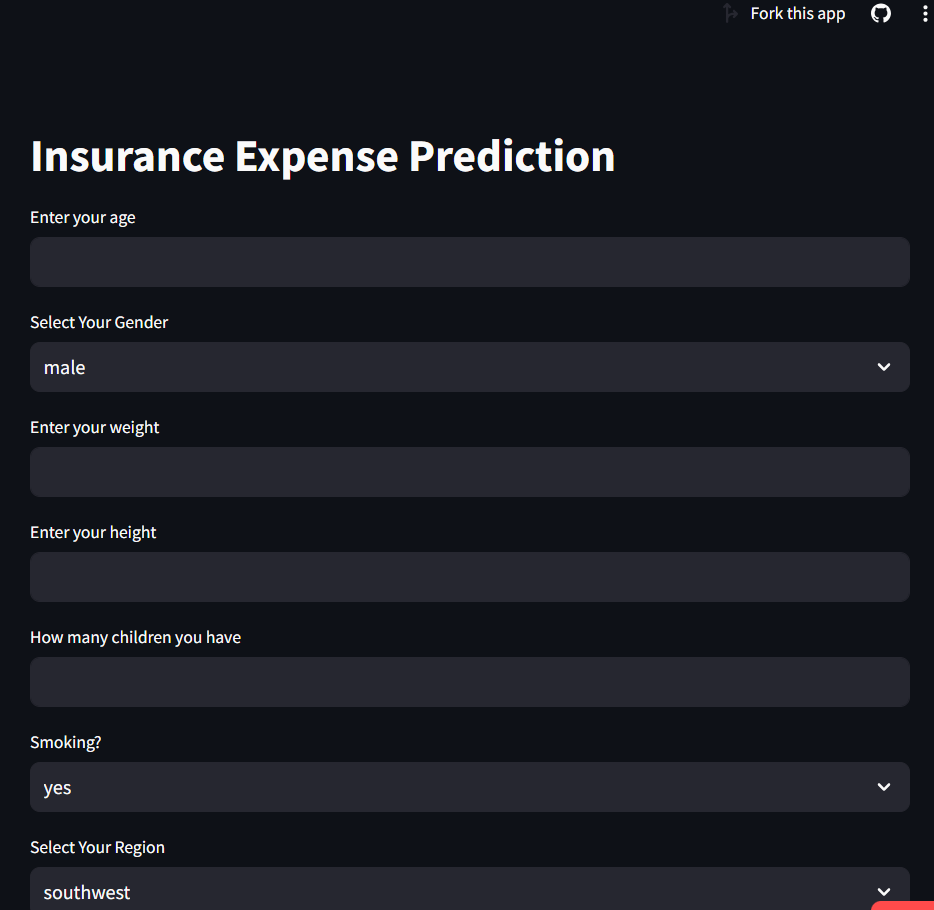 Fork this app
Insurance Expense Prediction
Enter your age
Select Your Gender
male
Enter your weight
Enter your height
How many children you have
Smoking?
yes
Select Your Region
southwest